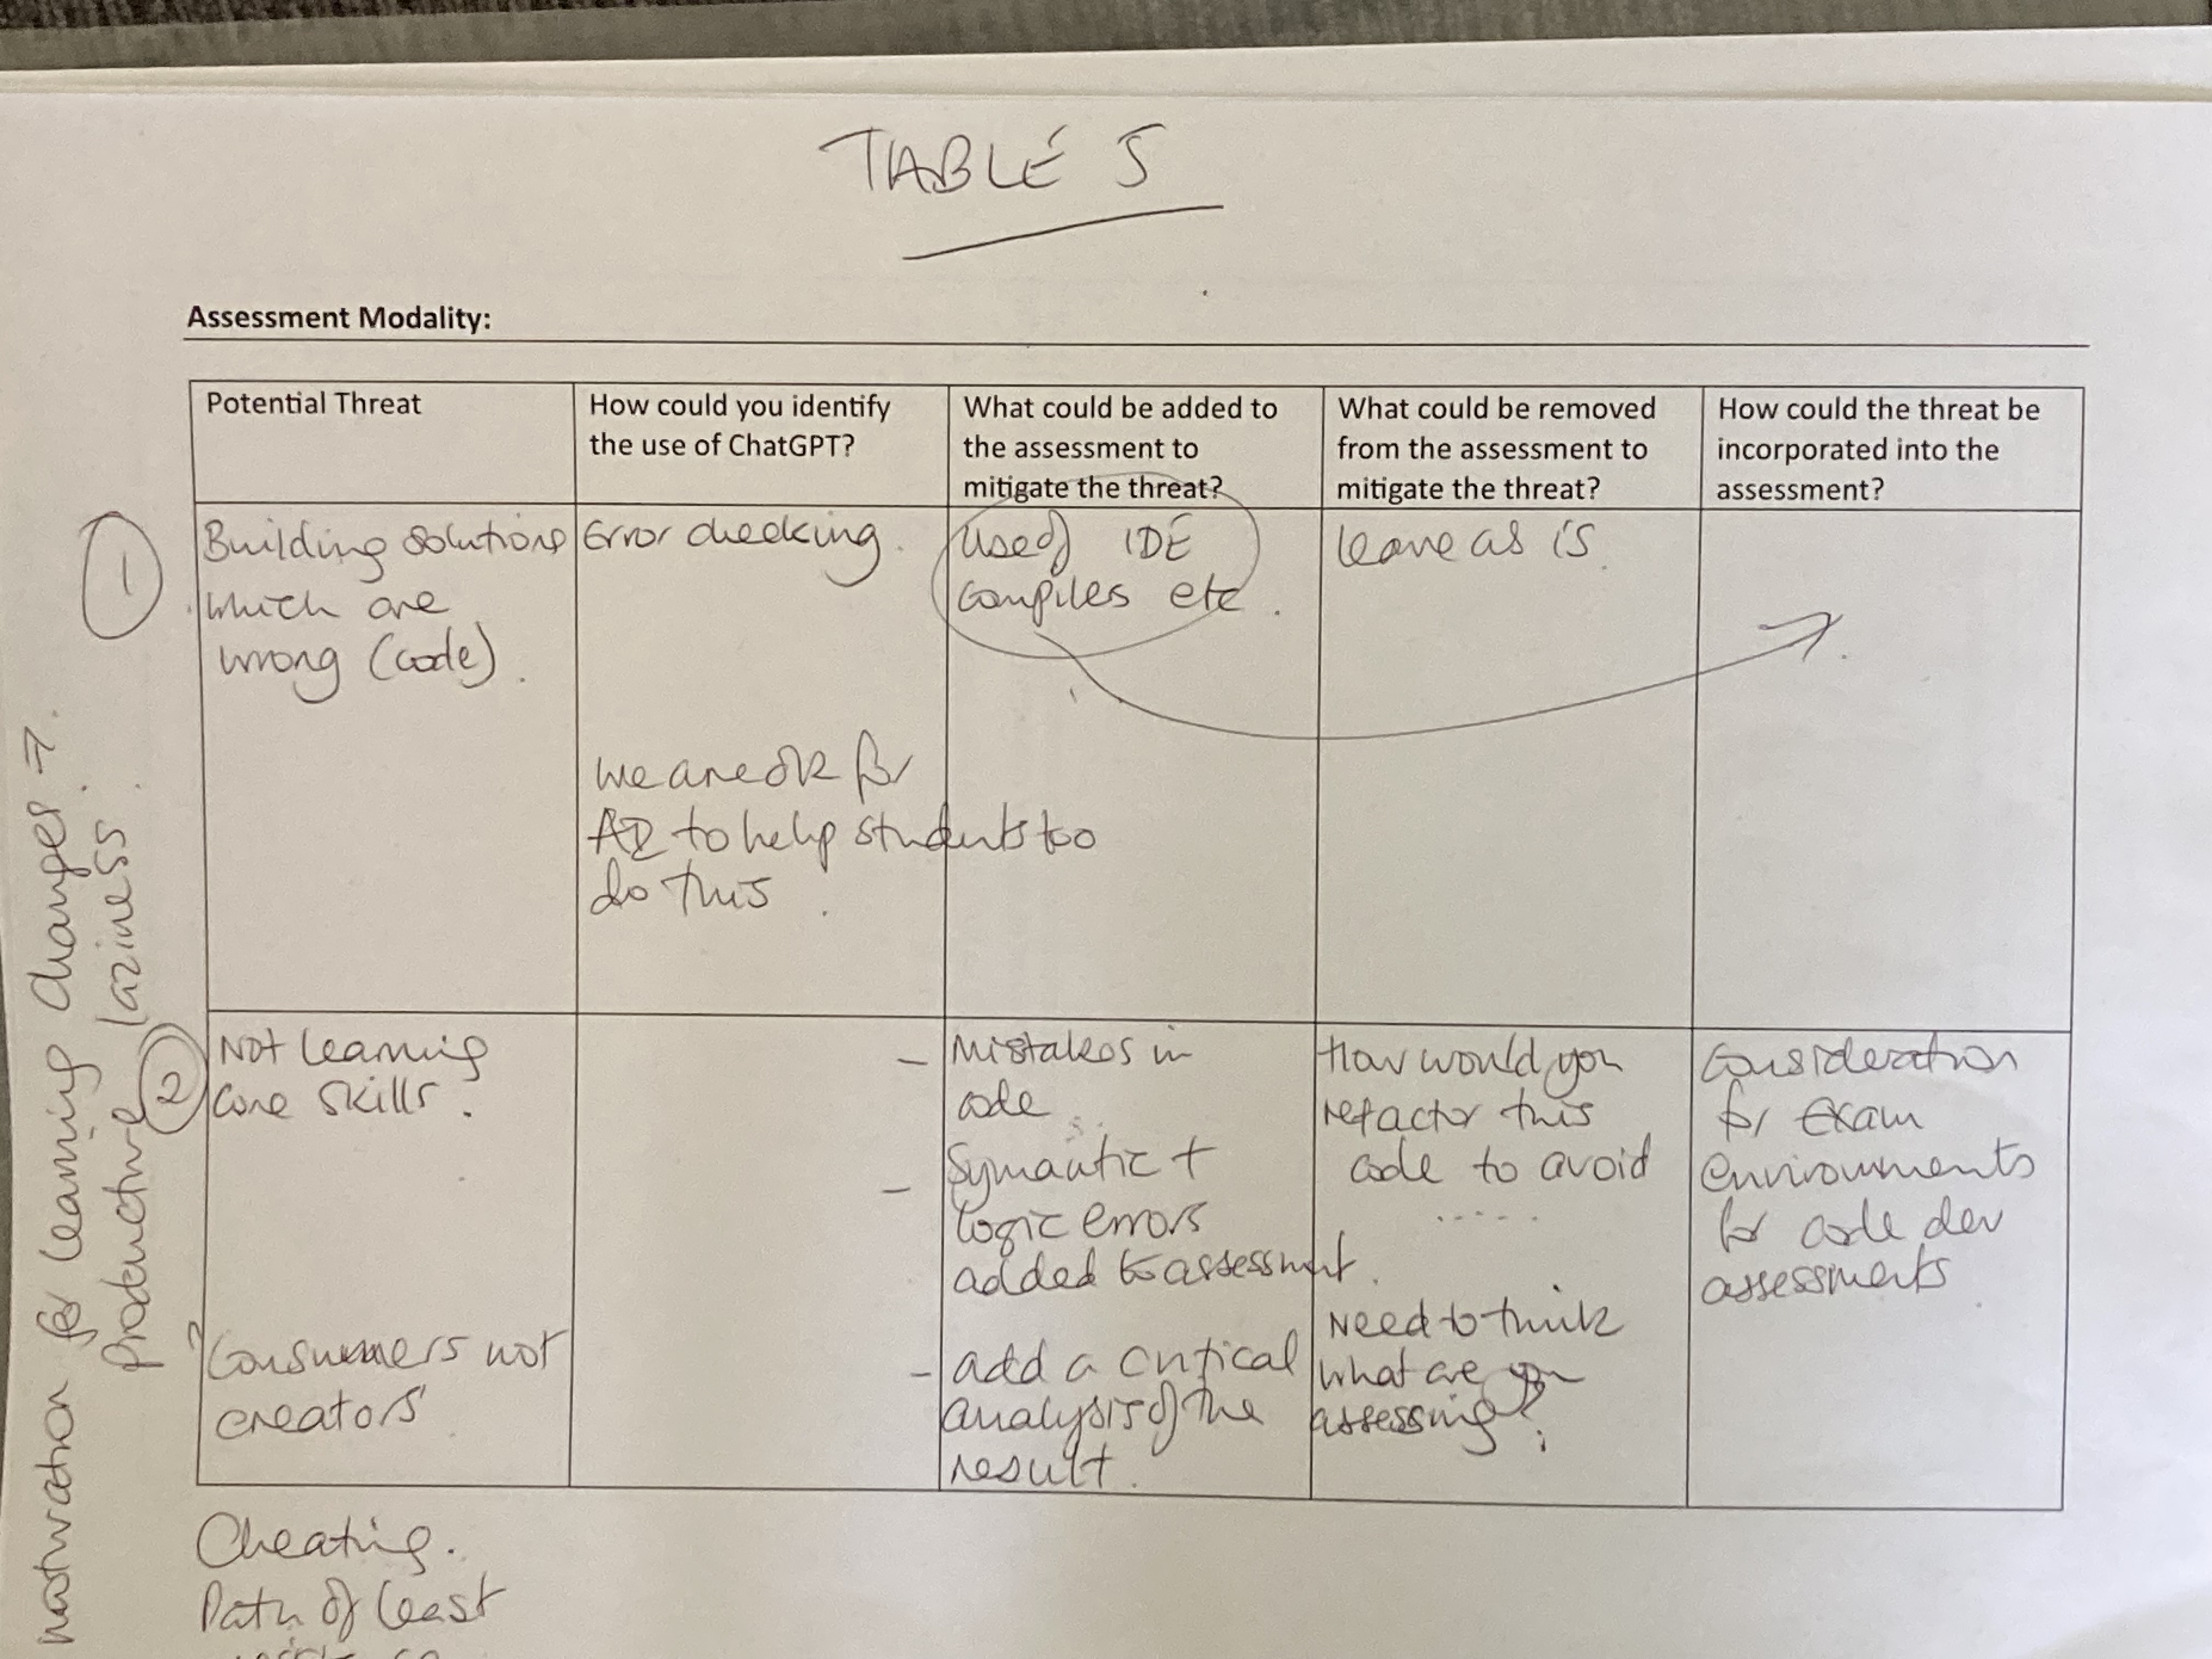 TABLE 5
Assessment Modality:
Potential Threat
How could you identify
the use of ChatGPT?
What could be added to
the assessment to
mitigate the threat?
What could be removed
from the assessment to
mitigate the threat?
How could the threat be
incorporated into the
assessment?
1
Building solutions
which are
wrong (code).
Error checking.
we are ok for
AI to help students too
do this.
Use of IDE
compiles etc.
leave as is.
2
Not learning
core skills.
? Consumers not
creators
- Mistakes in
code
- Symantic +
logic errors
added to assessment.
- add a critical
analysis of the
result.
How would you
refactor this
code to avoid
.....
Need to think
what are you
assessing?
Consideration
for exam
environments
for code dev
assessments
Cheating.
Path of least
motivation for learning changes →
Productive laziness.